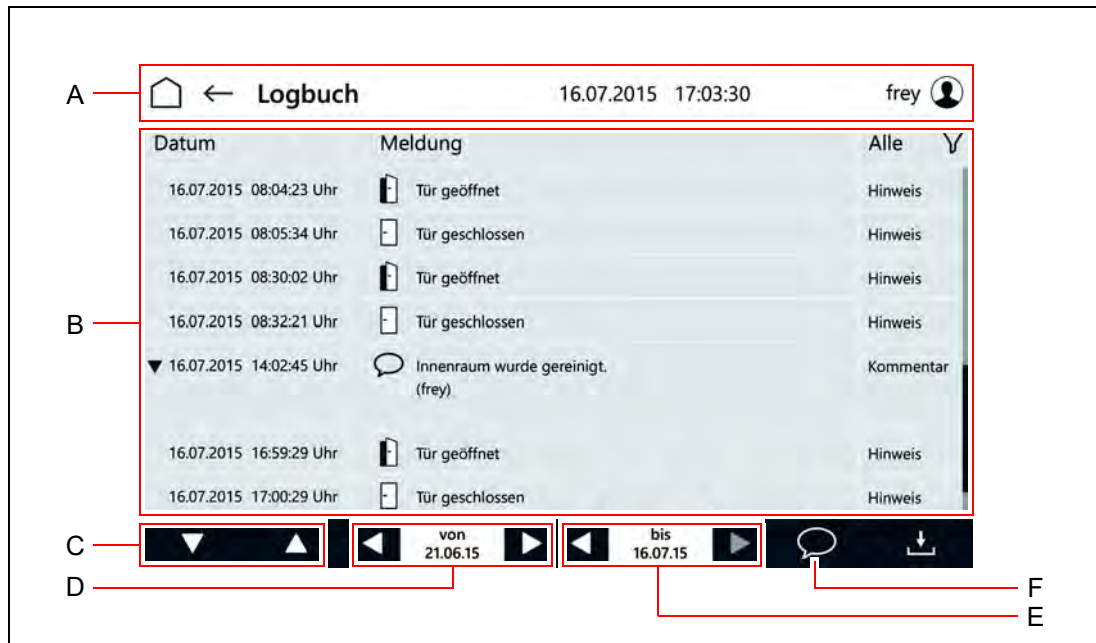 A
Logbuch 16.07.2015 17:03:30 frey
Datum Meldung Alle
16.07.2015 08:04:23 Uhr Tür geöffnet Hinweis
16.07.2015 08:05:34 Uhr Tür geschlossen Hinweis
16.07.2015 08:30:02 Uhr Tür geöffnet Hinweis
B
16.07.2015 08:32:21 Uhr Tür geschlossen Hinweis
16.07.2015 14:02:45 Uhr Innenraum wurde gereinigt. Kommentar
(frey)
16.07.2015 16:59:29 Uhr Tür geöffnet Hinweis
16.07.2015 17:00:29 Uhr Tür geschlossen Hinweis
C
von
21.06.15
bis
16.07.15
D
F
E